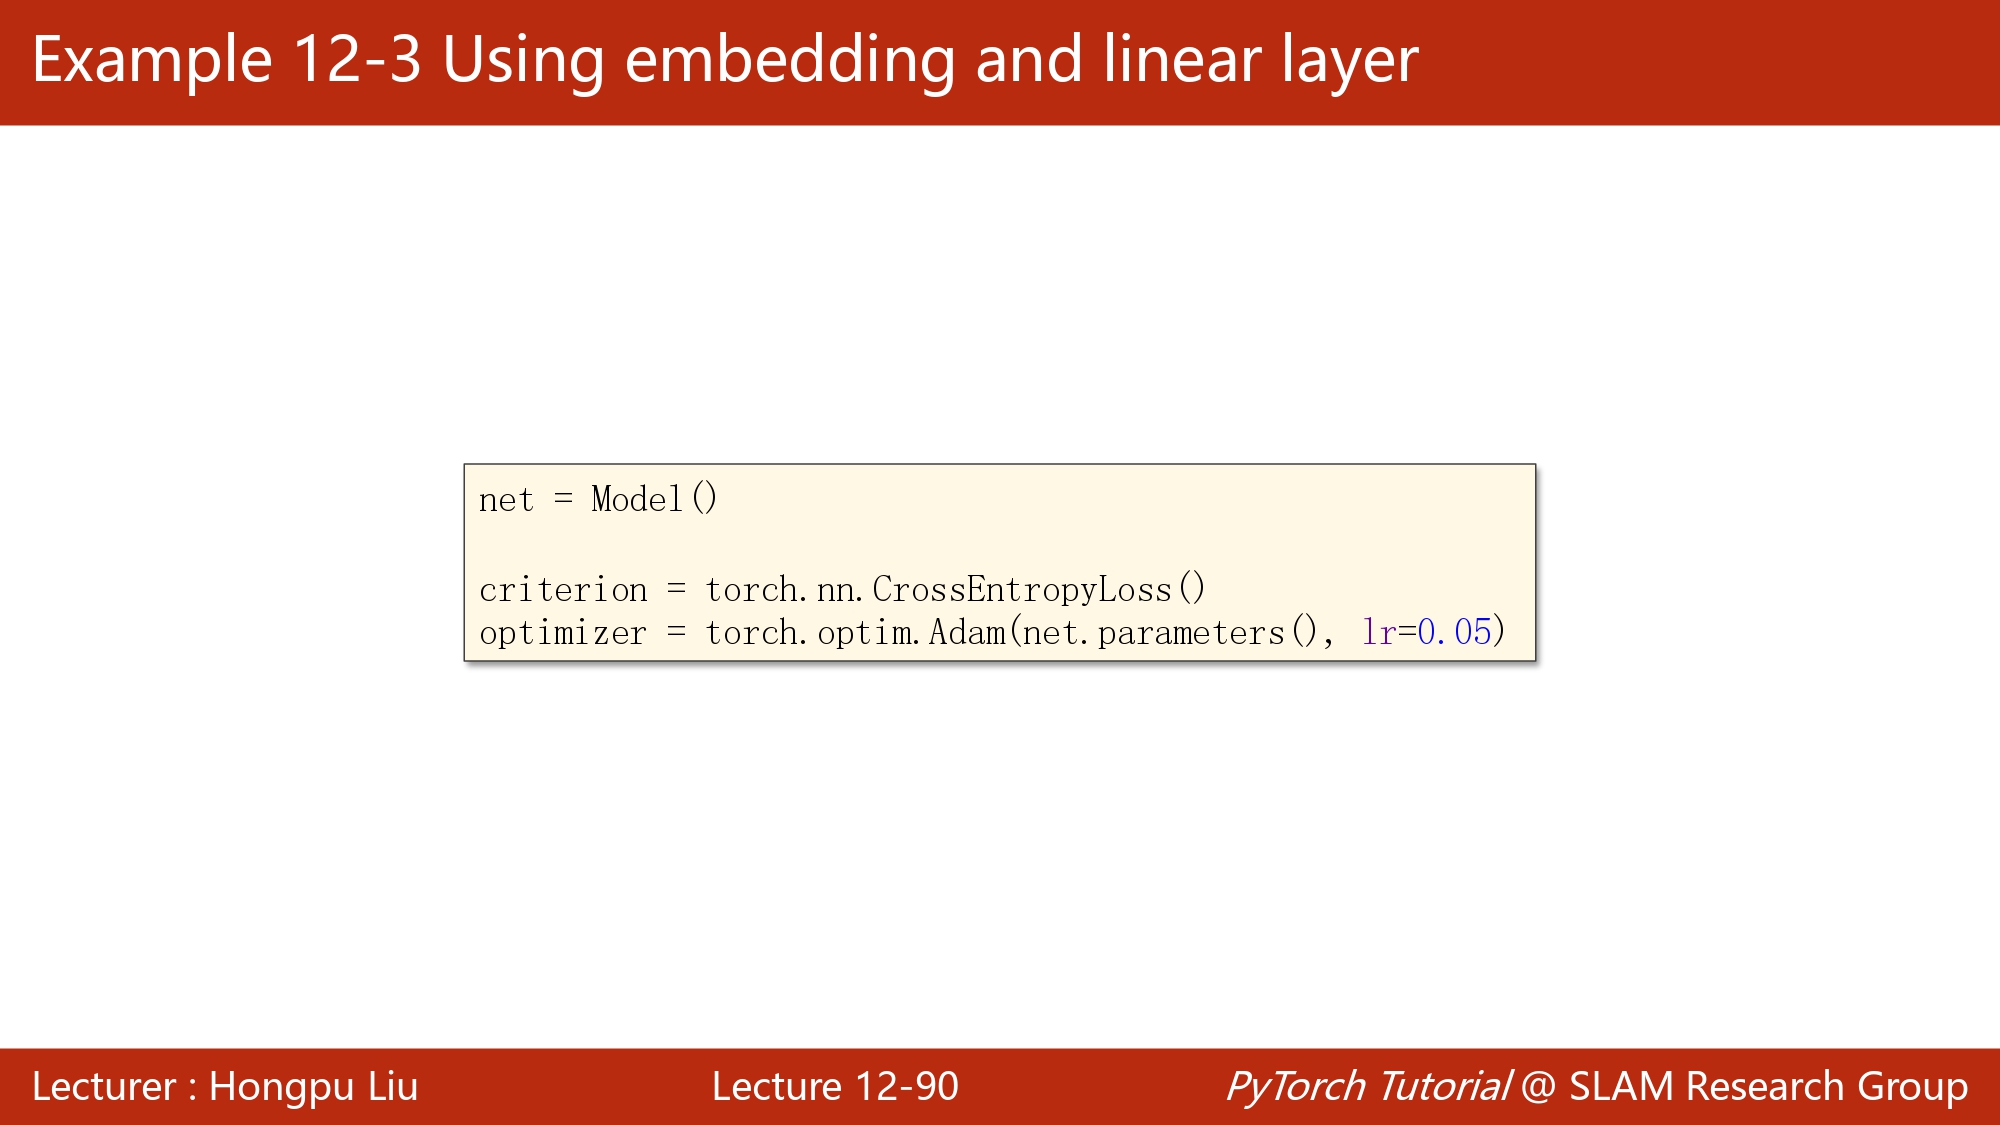 Example 12-3 Using embedding and linear layer
net = Model()
criterion = torch.nn.CrossEntropyLoss()
optimizer = torch.optim.Adam(net.parameters(), lr=0.05)
Lecturer : Hongpu Liu
Lecture 12-90
PyTorch Tutorial @ SLAM Research Group